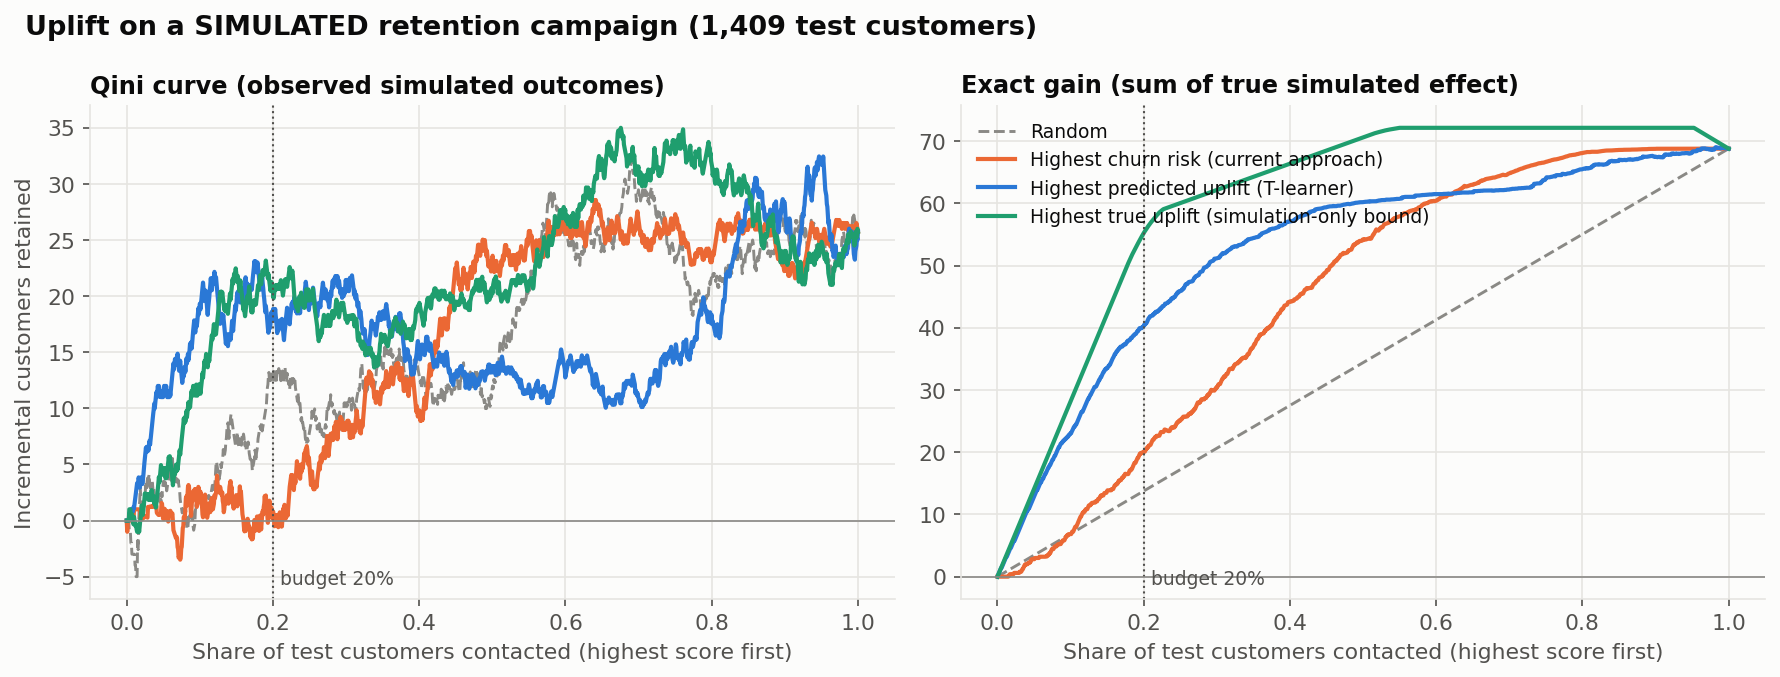 Uplift on a SIMULATED retention campaign (1,409 test customers)
Qini curve (observed simulated outcomes)
Incremental customers retained
35
30
25
20
15
10
5
0
−5
budget 20%
0.0 0.2 0.4 0.6 0.8 1.0
Share of test customers contacted (highest score first)
Exact gain (sum of true simulated effect)
Random
Highest churn risk (current approach)
Highest predicted uplift (T-learner)
Highest true uplift (simulation-only bound)
70
60
50
40
30
20
10
0
budget 20%
0.0 0.2 0.4 0.6 0.8 1.0
Share of test customers contacted (highest score first)